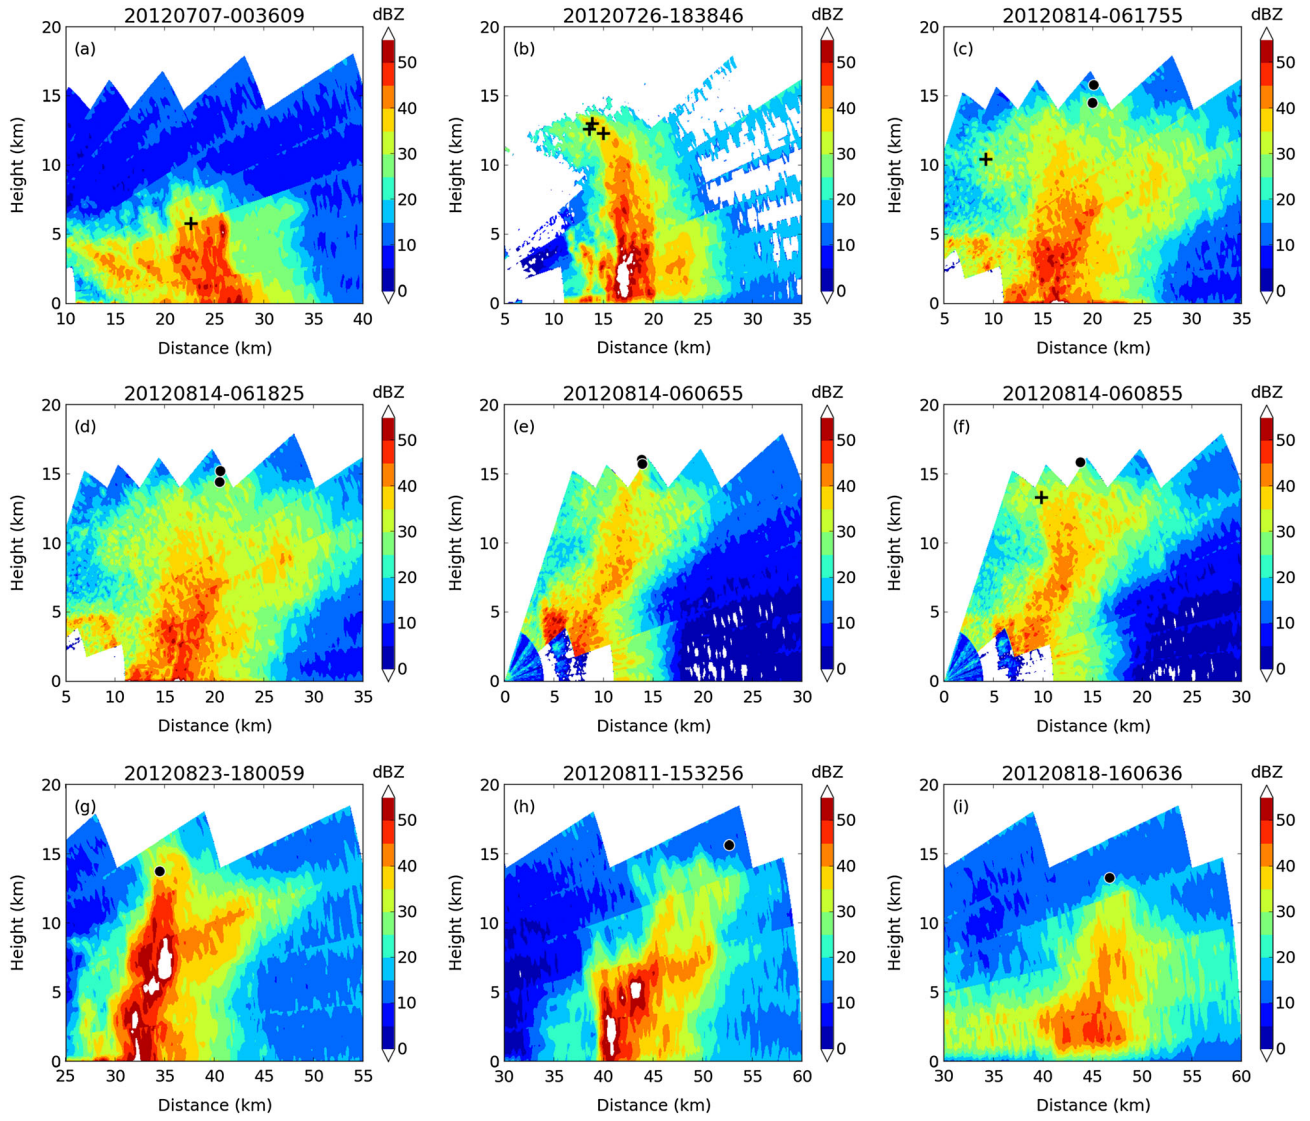 20120707-003609 dBZ 20120726-183846 dBZ 20120814-061755 dBZ
(a) (b) (c)
Height (km) Height (km) Height (km)
20 15 10 5 0 20 15 10 5 0 20 15 10 5 0
50 40 30 20 10 0 50 40 30 20 10 0 50 40 30 20 10 0
10 15 20 25 30 35 40 5 10 15 20 25 30 35 5 10 15 20 25 30 35
Distance (km) Distance (km) Distance (km)
20120814-061825 dBZ 20120814-060655 dBZ 20120814-060855 dBZ
(d) (e) (f)
Height (km) Height (km) Height (km)
20 15 10 5 0 20 15 10 5 0 20 15 10 5 0
50 40 30 20 10 0 50 40 30 20 10 0 50 40 30 20 10 0
5 10 15 20 25 30 35 0 5 10 15 20 25 30 0 5 10 15 20 25 30
Distance (km) Distance (km) Distance (km)
20120823-180059 dBZ 20120811-153256 dBZ 20120818-160636 dBZ
(g) (h) (i)
Height (km) Height (km) Height (km)
20 15 10 5 0 20 15 10 5 0 20 15 10 5 0
50 40 30 20 10 0 50 40 30 20 10 0 50 40 30 20 10 0
25 30 35 40 45 50 55 30 35 40 45 50 55 60 30 35 40 45 50 55 60
Distance (km) Distance (km) Distance (km)